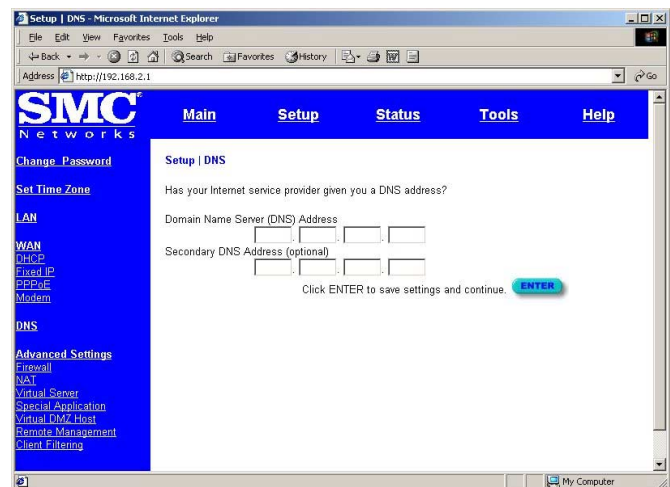 Setup | DNS - Microsoft Internet Explorer
File Edit View Favorites Tools Help
Back Search Favorites History
Address http://192.168.2.1 Go
SMC®
Networks
Main Setup Status Tools Help
Change Password
Set Time Zone
LAN
WAN
DHCP
Fixed IP
PPPoE
Modem
DNS
Advanced Settings
Firewall
NAT
Virtual Server
Special Application
Virtual DMZ Host
Remote Management
Client Filtering
Setup | DNS
Has your Internet service provider given you a DNS address?
Domain Name Server (DNS) Address
. . .
Secondary DNS Address (optional)
. . .
Click ENTER to save settings and continue. ENTER
My Computer